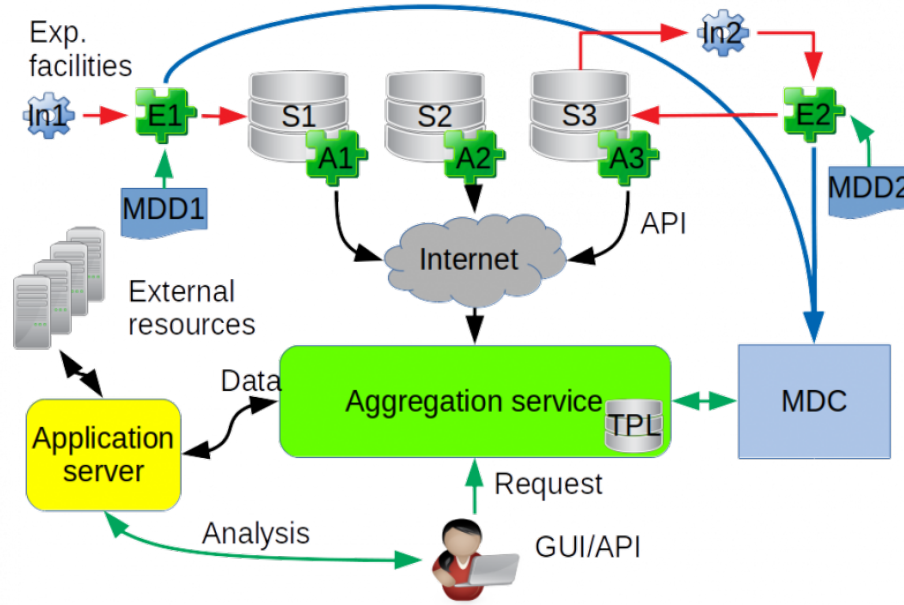 Exp.
facilities
In1
E1
S1
S2
S3
In2
E2
A1
A2
A3
MDD1
MDD2
API
Internet
External
resources
Data
Aggregation service
TPL
MDC
Application
server
Request
Analysis
GUI/API